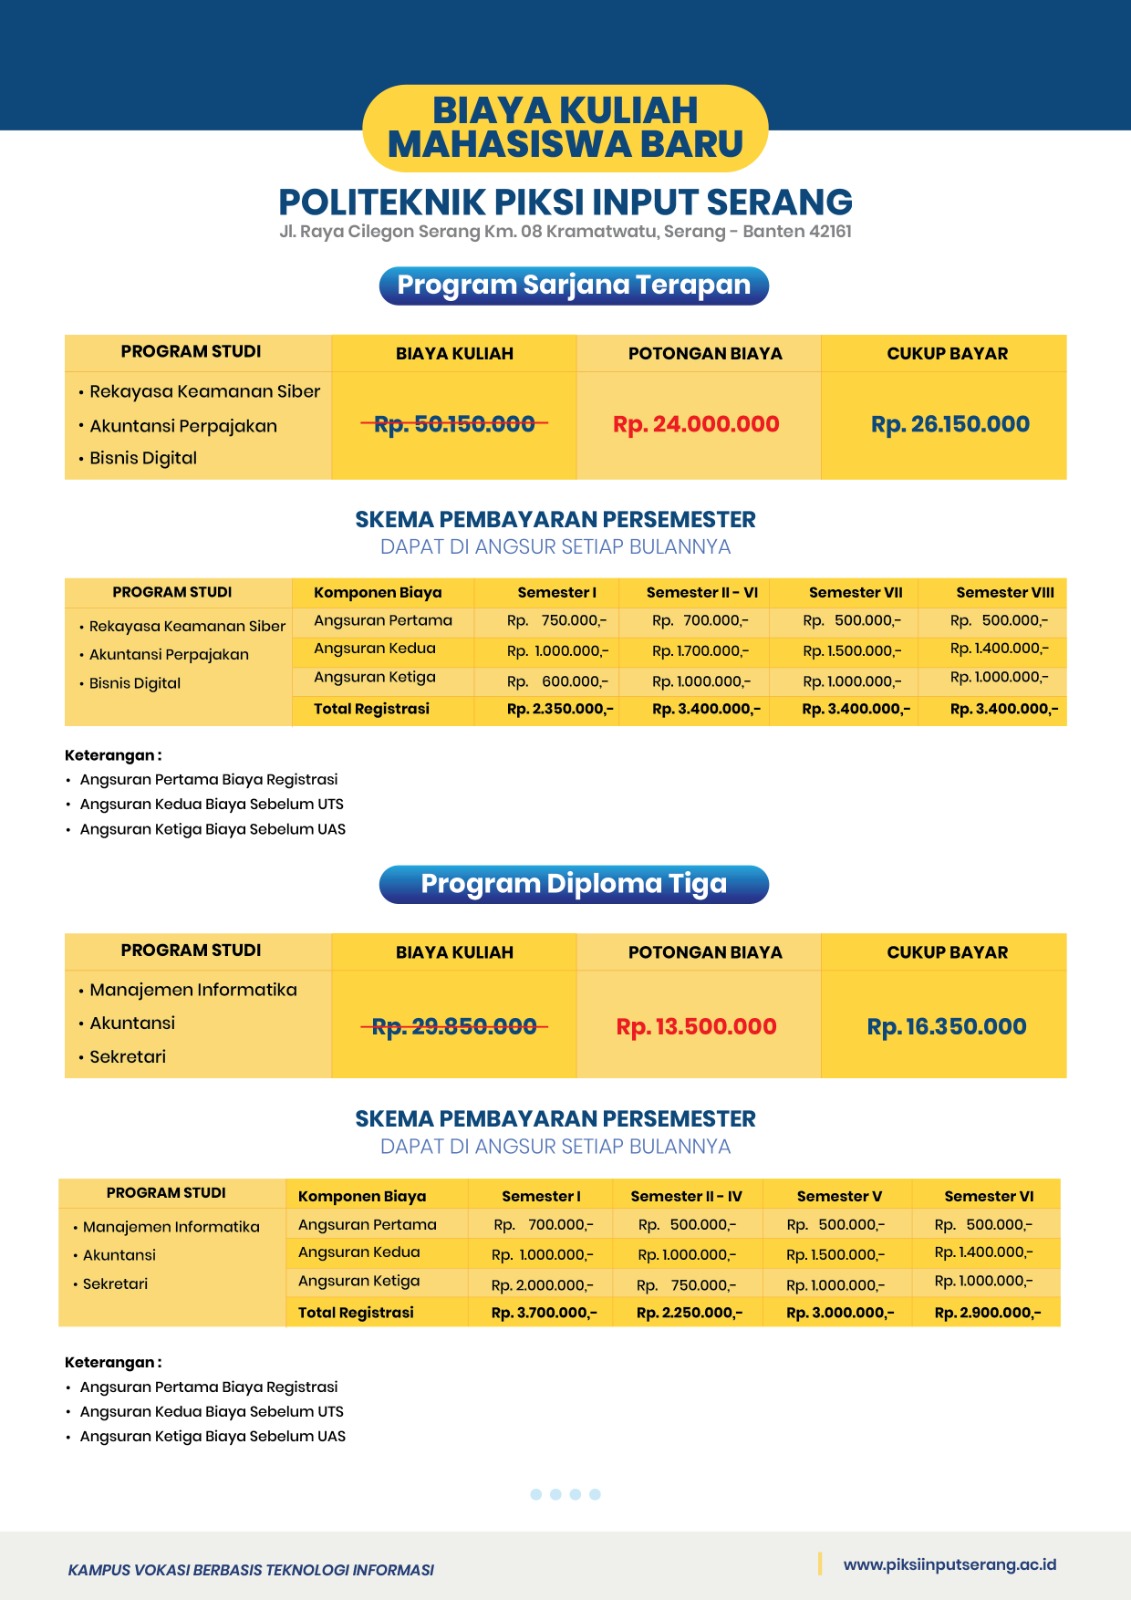 BIAYA KULIAH
MAHASISWA BARU
POLITEKNIK PIKSI INPUT SERANG
Jl. Raya Cilegon Serang Km. 08 Kramatwatu, Serang - Banten 42161
Program Sarjana Terapan
PROGRAM STUDI BIAYA KULIAH POTONGAN BIAYA CUKUP BAYAR
• Rekayasa Keamanan Siber
• Akuntansi Perpajakan Rp. 50.150.000 Rp. 24.000.000 Rp. 26.150.000
• Bisnis Digital
SKEMA PEMBAYARAN PERSEMESTER
DAPAT DI ANGSUR SETIAP BULANNYA
PROGRAM STUDI Komponen Biaya Semester I Semester II - VI Semester VII Semester VIII
• Rekayasa Keamanan Siber Angsuran Pertama Rp. 750.000,- Rp. 700.000,- Rp. 500.000,- Rp. 500.000,-
• Akuntansi Perpajakan Angsuran Kedua Rp. 1.000.000,- Rp. 1.700.000,- Rp. 1.500.000,- Rp. 1.400.000,-
• Bisnis Digital Angsuran Ketiga Rp. 600.000,- Rp. 1.000.000,- Rp. 1.000.000,- Rp. 1.000.000,-
Total Registrasi Rp. 2.350.000,- Rp. 3.400.000,- Rp. 3.400.000,- Rp. 3.400.000,-
Keterangan :
• Angsuran Pertama Biaya Registrasi
• Angsuran Kedua Biaya Sebelum UTS
• Angsuran Ketiga Biaya Sebelum UAS
Program Diploma Tiga
PROGRAM STUDI BIAYA KULIAH POTONGAN BIAYA CUKUP BAYAR
• Manajemen Informatika
• Akuntansi Rp. 29.850.000 Rp. 13.500.000 Rp. 16.350.000
• Sekretari
SKEMA PEMBAYARAN PERSEMESTER
DAPAT DI ANGSUR SETIAP BULANNYA
PROGRAM STUDI Komponen Biaya Semester I Semester II - IV Semester V Semester VI
• Manajemen Informatika Angsuran Pertama Rp. 700.000,- Rp. 500.000,- Rp. 500.000,- Rp. 500.000,-
• Akuntansi Angsuran Kedua Rp. 1.000.000,- Rp. 1.000.000,- Rp. 1.500.000,- Rp. 1.400.000,-
• Sekretari Angsuran Ketiga Rp. 2.000.000,- Rp. 750.000,- Rp. 1.000.000,- Rp. 1.000.000,-
Total Registrasi Rp. 3.700.000,- Rp. 2.250.000,- Rp. 3.000.000,- Rp. 2.900.000,-
Keterangan :
• Angsuran Pertama Biaya Registrasi
• Angsuran Kedua Biaya Sebelum UTS
• Angsuran Ketiga Biaya Sebelum UAS
KAMPUS VOKASI BERBASIS TEKNOLOGI INFORMASI
www.piksiinputserang.ac.id